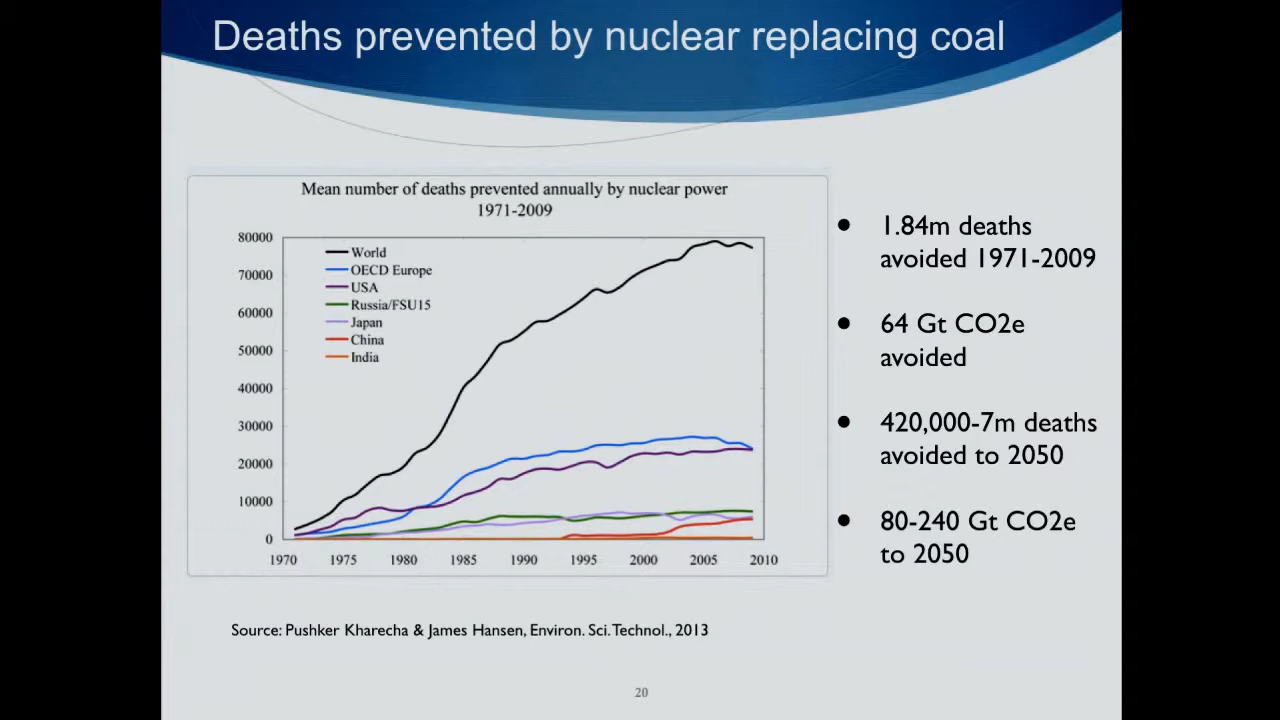 Deaths prevented by nuclear replacing coal
Mean number of deaths prevented annually by nuclear power
1971-2009
80000
70000
60000
50000
40000
30000
20000
10000
0
World
OECD Europe
USA
Russia/FSU15
Japan
China
India
1970 1975 1980 1985 1990 1995 2000 2005 2010
• 1.84m deaths
avoided 1971-2009
• 64 Gt CO2e
avoided
• 420,000-7m deaths
avoided to 2050
• 80-240 Gt CO2e
to 2050
Source: Pushker Kharecha & James Hansen, Environ. Sci. Technol., 2013
20